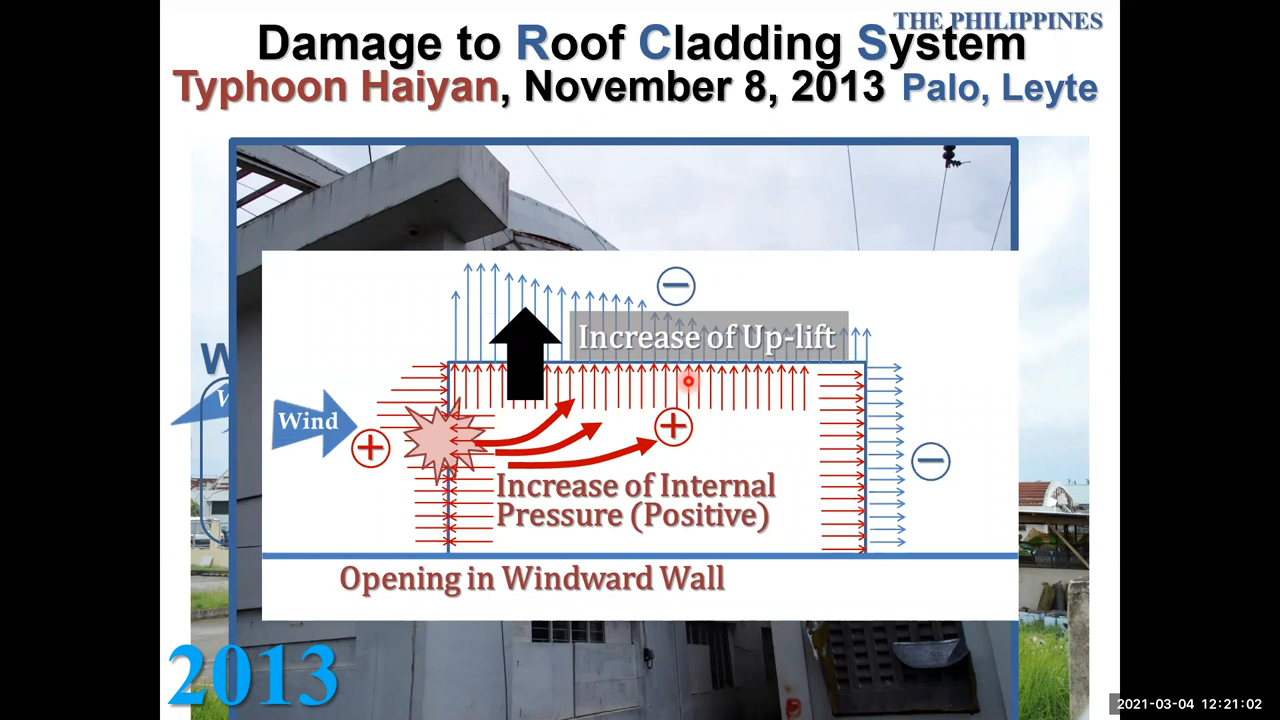 THE PHILIPPINES
Damage to Roof Cladding System
Typhoon Haiyan, November 8, 2013 Palo, Leyte
Increase of Up-lift
W
Wind
Increase of Internal
Pressure (Positive)
Opening in Windward Wall
2013
2021-03-04 12:21:02